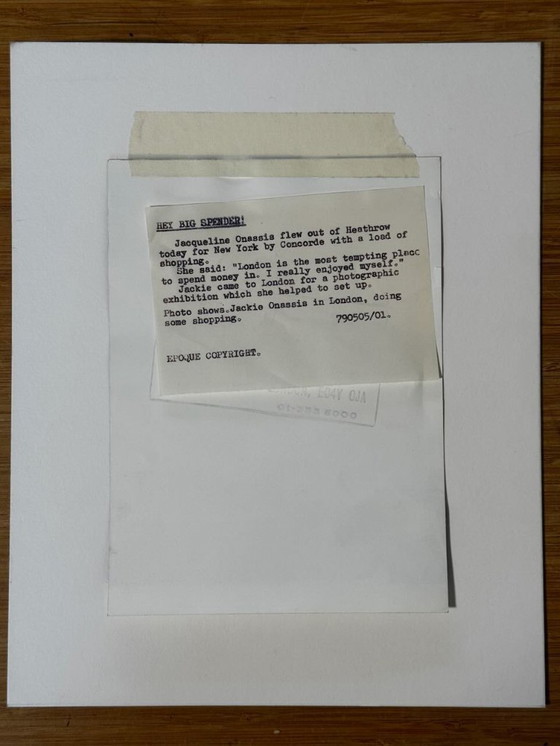 HEY BIG SPENDER!
Jacqueline Onassis flew out of Heathrow
today for New York by Concorde with a load of
shopping.
She said: "London is the most tempting place
to spend money in. I really enjoyed myself."
Jackie came to London for a photographic
exhibition which she helped to set up.
Photo shows.Jackie Onassis in London, doing
some shopping. 790505/01.
EPOQUE COPYRIGHT.
EC4Y 0JA